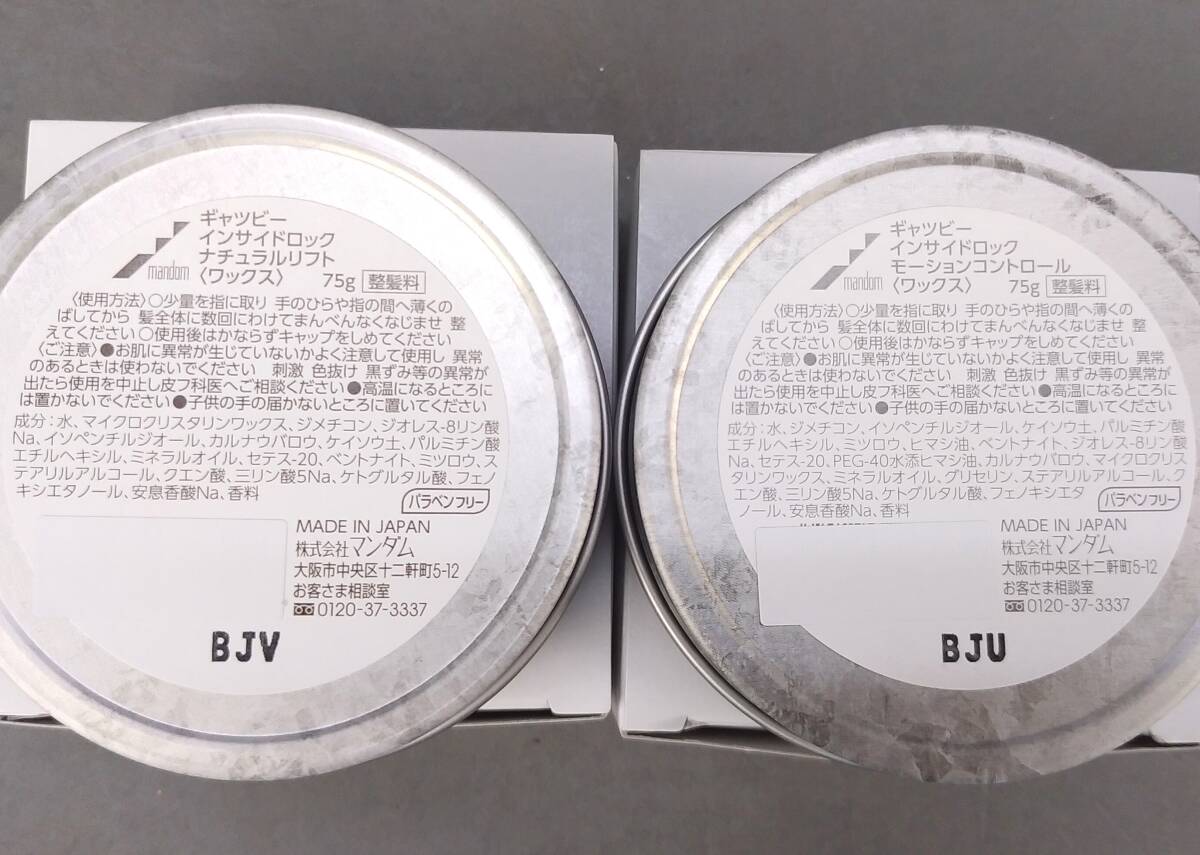 ギャツビー
インサイドロック
ナチュラルリフト
〈ワックス〉 75g 整髪料
mandom
〈使用方法〉○少量を指に取り 手のひらや指の間へ薄くの
ばしてから 髪全体に数回にわけてまんべんなくなじませ 整
えてください ○使用後はかならずキャップをしめてください
〈ご注意〉●お肌に異常が生じていないかよく注意して使用し 異常
のあるときは使わないでください 刺激 色抜け 黒ずみ等の異常が
出たら使用を中止し皮フ科医へご相談ください ●高温になるところに
は置かないでください ●子供の手の届かないところに置いてください
成分：水、マイクロクリスタリンワックス、ジメチコン、ジオレス-8リン酸
Na、イソペンチルジオール、カルナウバロウ、ケイソウ土、パルミチン酸
エチルヘキシル、ミネラルオイル、セテス-20、ベントナイト、ミツロウ、ス
テアリルアルコール、クエン酸、三リン酸5Na、ケトグルタル酸、フェノ
キシエタノール、安息香酸Na、香料
パラベンフリー
MADE IN JAPAN
株式会社マンダム
大阪市中央区十二軒町5-12
お客さま相談室
0120-37-3337
BJV
ギャツビー
インサイドロック
モーションコントロール
〈ワックス〉 75g 整髪料
mandom
〈使用方法〉○少量を指に取り 手のひらや指の間へ薄くの
ばしてから 髪全体に数回にわけてまんべんなくなじませ 整
えてください ○使用後はかならずキャップをしめてください
〈ご注意〉●お肌に異常が生じていないかよく注意して使用し 異常
のあるときは使わないでください 刺激 色抜け 黒ずみ等の異常が
出たら使用を中止し皮フ科医へご相談ください ●高温になるところに
は置かないでください ●子供の手の届かないところに置いてください
成分：水、ジメチコン、イソペンチルジオール、ケイソウ土、パルミチン酸
エチルヘキシル、ミツロウ、ヒマシ油、ベントナイト、ジオレス-8リン酸
Na、セテス-20、PEG-40水添ヒマシ油、カルナウバロウ、マイクロクリス
タリンワックス、ミネラルオイル、グリセリン、ステアリルアルコール、ク
エン酸、三リン酸5Na、ケトグルタル酸、フェノキシエタ
ノール、安息香酸Na、香料
パラベンフリー
MADE IN JAPAN
株式会社マンダム
大阪市中央区十二軒町5-12
お客さま相談室
0120-37-3337
BJU